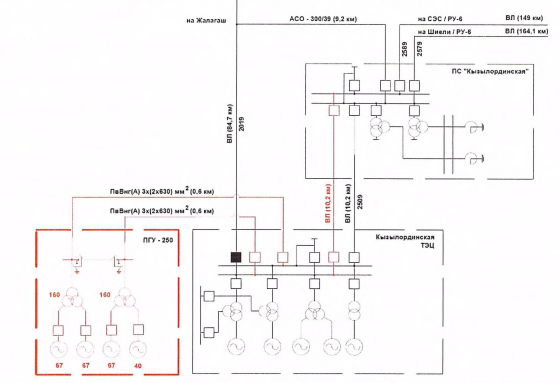 на Жалагаш
АСО - 300/39 (9,2 км)
на СЭС / РУ-6
ВЛ (149 км)
на Шиели / РУ-6
ВЛ (164,1 км)
2589
2579
ПС "Кызылординская"
ВЛ (84,7 км)
2019
ПвВнг(А) 3х(2х630) мм² (0,6 км)
ПвВнг(А) 3х(2х630) мм² (0,6 км)
ВЛ (10,2 км)
ВЛ (10,2 км)
2509
ПГУ - 250
Кызылординская
ТЭЦ
160
160
67
67
67
40